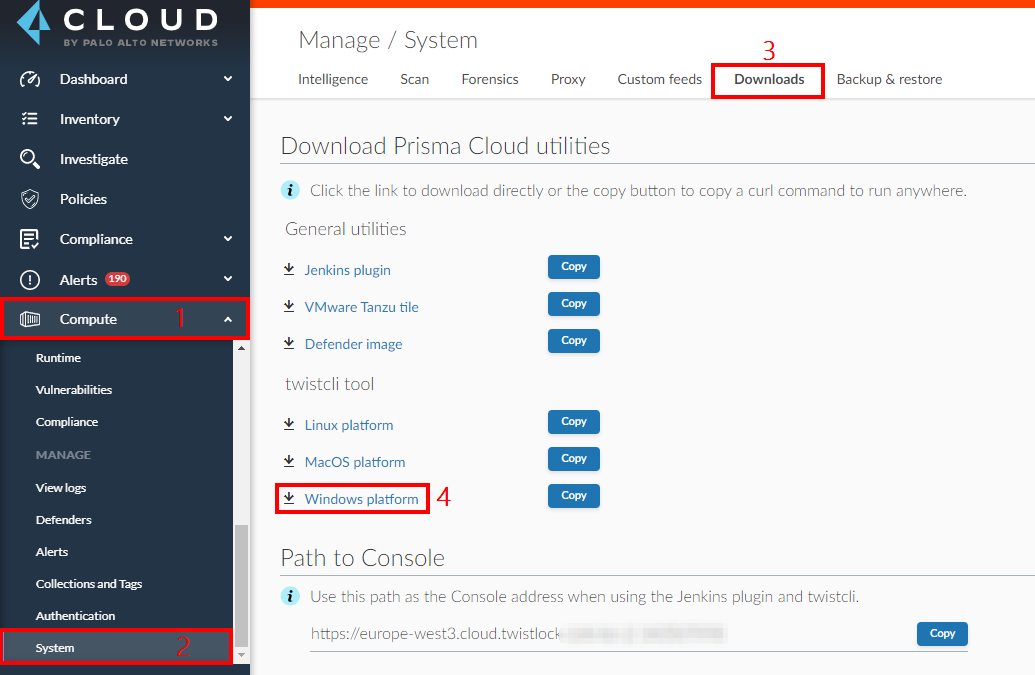 CLOUD
BY PALO ALTO NETWORKS
Dashboard
Inventory
Investigate
Policies
Compliance
Alerts 190
Compute 1
Runtime
Vulnerabilities
Compliance
MANAGE
View logs
Defenders
Alerts
Collections and Tags
Authentication
System 2
Manage / System
3
Intelligence Scan Forensics Proxy Custom feeds Downloads Backup & restore
Download Prisma Cloud utilities
i Click the link to download directly or the copy button to copy a curl command to run anywhere.
General utilities
Jenkins plugin Copy
VMware Tanzu tile Copy
Defender image Copy
twistcli tool
Linux platform Copy
MacOS platform Copy
Windows platform 4 Copy
Path to Console
i Use this path as the Console address when using the Jenkins plugin and twistcli.
https://europe-west3.cloud.twistlock Copy